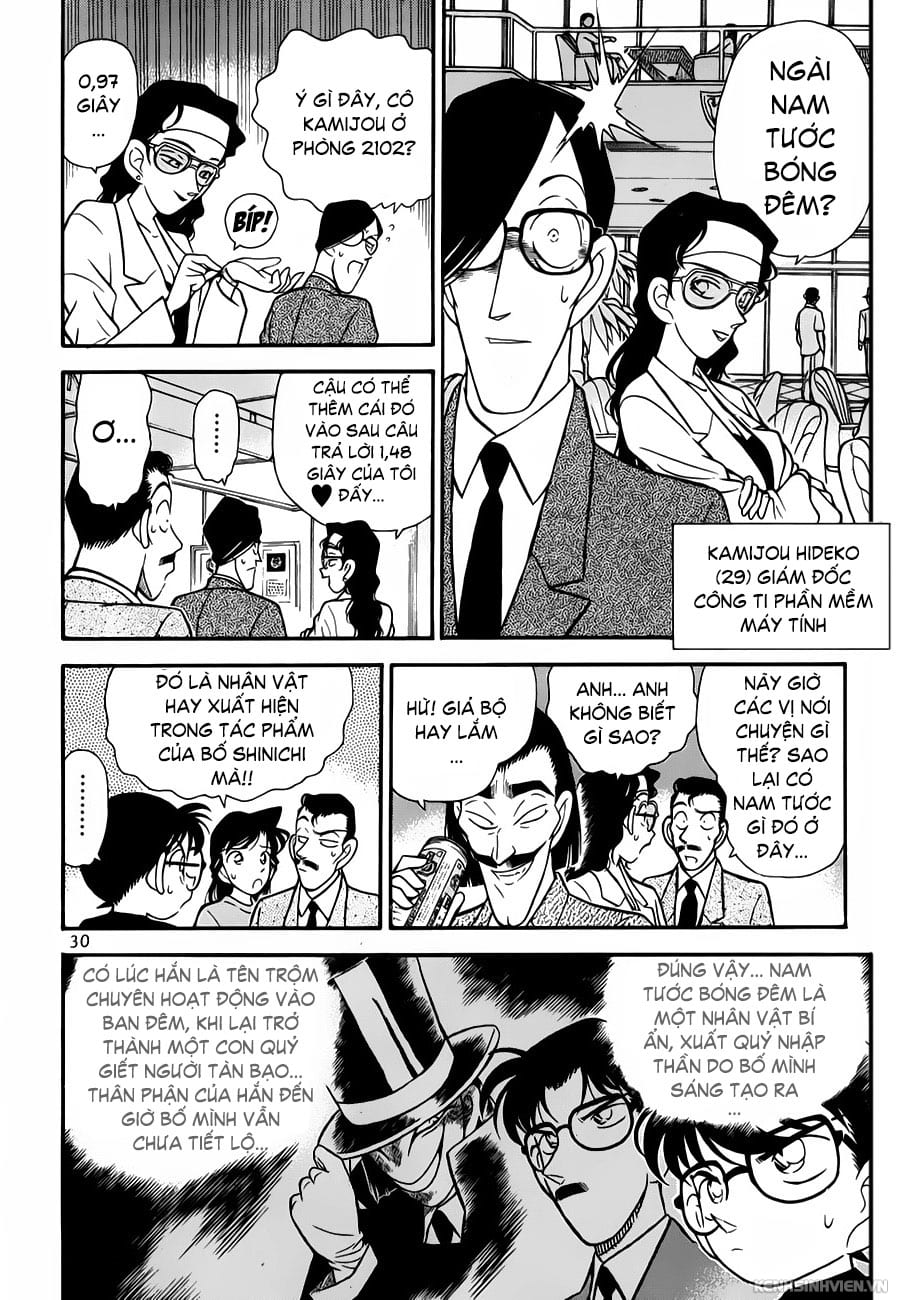 NGÀI
NAM
TƯỚC
BÓNG
ĐÊM?
KAMIJOU HIDEKO
(29) GIÁM ĐỐC
CÔNG TI PHẦN MỀM
MÁY TÍNH
Ý GÌ ĐÂY, CÔ
KAMIJOU Ở
PHÒNG 2102?
0,97
GIÂY
...
BÍP!
CẬU CÓ THỂ
THÊM CÁI ĐÓ
VÀO SAU CÂU
TRẢ LỜI 1,48
GIÂY CỦA TÔI
♥ ĐẤY...
......
Ơ...
NÀY GIỜ
CÁC VỊ NÓI
CHUYỆN GÌ
THẾ? SAO
LẠI CÓ
NAM TƯỚC
GÌ ĐÓ Ở
ĐÂY...
ANH... ANH
KHÔNG BIẾT
GÌ SAO?
HỪ! GIẢ BỘ
HAY LẮM
...
ĐÓ LÀ NHÂN VẬT
HAY XUẤT HIỆN
TRONG TÁC PHẨM
CỦA BỐ SHINICHI
MÀ!!
.........
30
ĐÚNG VẬY... NAM
TƯỚC BÓNG ĐÊM LÀ
MỘT NHÂN VẬT BÍ
ẨN, XUẤT QUỶ NHẬP
THẦN DO BỐ MÌNH
SÁNG TẠO RA
...
CÓ LÚC HẮN LÀ TÊN TRỘM
CHUYÊN HOẠT ĐỘNG VÀO
BAN ĐÊM, KHI LẠI TRỞ
THÀNH MỘT CON QUỶ
GIẾT NGƯỜI TÀN BẠO...
THÂN PHẬN CỦA HẮN ĐẾN
GIỜ BỐ MÌNH VẪN
CHƯA TIẾT LỘ...
KENHSINHVIEN.VN